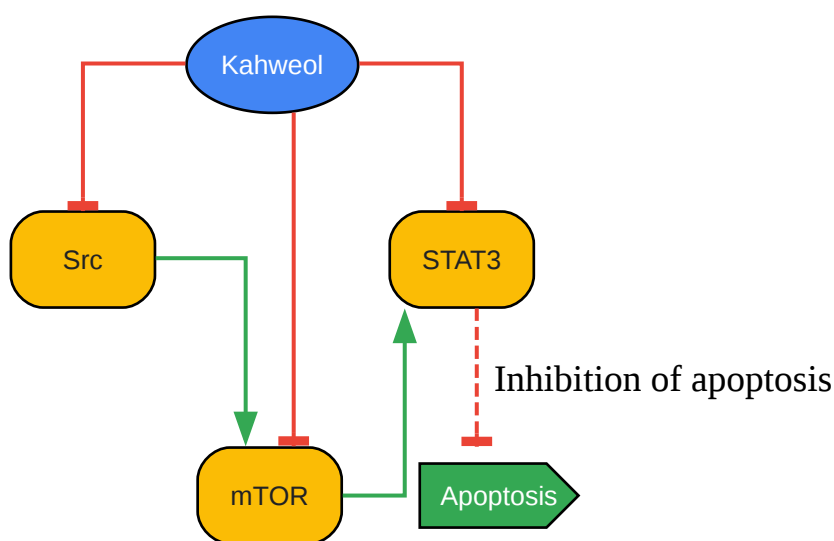 Kahweol
Src
STAT3
Inhibition of apoptosis
mTOR
Apoptosis